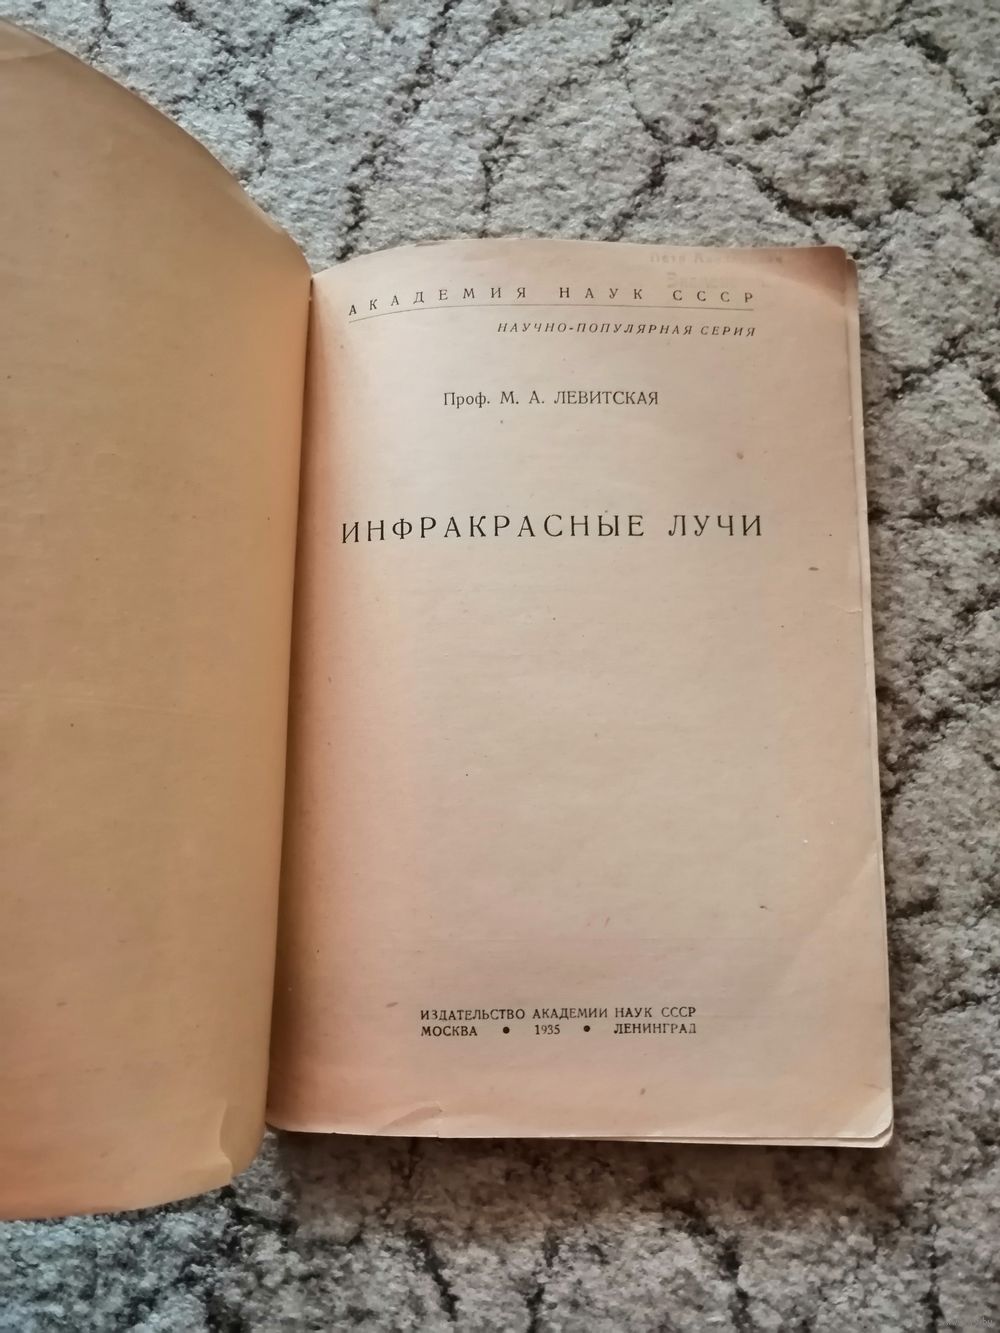 АКАДЕМИЯ НАУК СССР
НАУЧНО-ПОПУЛЯРНАЯ СЕРИЯ
Проф. М. А. ЛЕВИТСКАЯ
ИНФРАКРАСНЫЕ ЛУЧИ
ИЗДАТЕЛЬСТВО АКАДЕМИИ НАУК СССР
МОСКВА • 1935 • ЛЕНИНГРАД